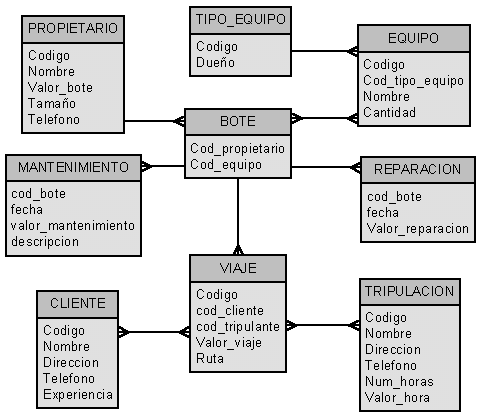 PROPIETARIO
Codigo
Nombre
Valor_bote
Tamaño
Telefono
TIPO_EQUIPO
Codigo
Dueño
EQUIPO
Codigo
Cod_tipo_equipo
Nombre
Cantidad
BOTE
Cod_propietario
Cod_equipo
MANTENIMIENTO
cod_bote
fecha
valor_mantenimiento
descripcion
REPARACION
cod_bote
fecha
Valor_reparacion
VIAJE
Codigo
cod_cliente
cod_tripulante
Valor_viaje
Ruta
CLIENTE
Codigo
Nombre
Direccion
Telefono
Experiencia
TRIPULACION
Codigo
Nombre
Direccion
Telefono
Num_horas
Valor_hora